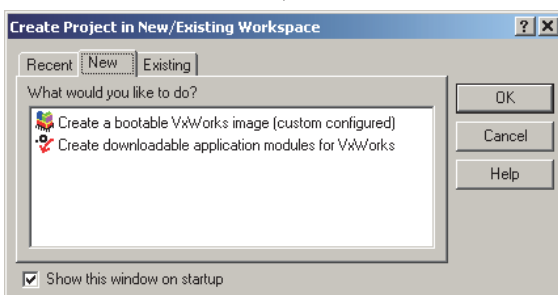 Create Project in New/Existing Workspace
Recent New Existing
What would you like to do?
Create a bootable VxWorks image (custom configured)
Create downloadable application modules for VxWorks
OK
Cancel
Help
Show this window on startup